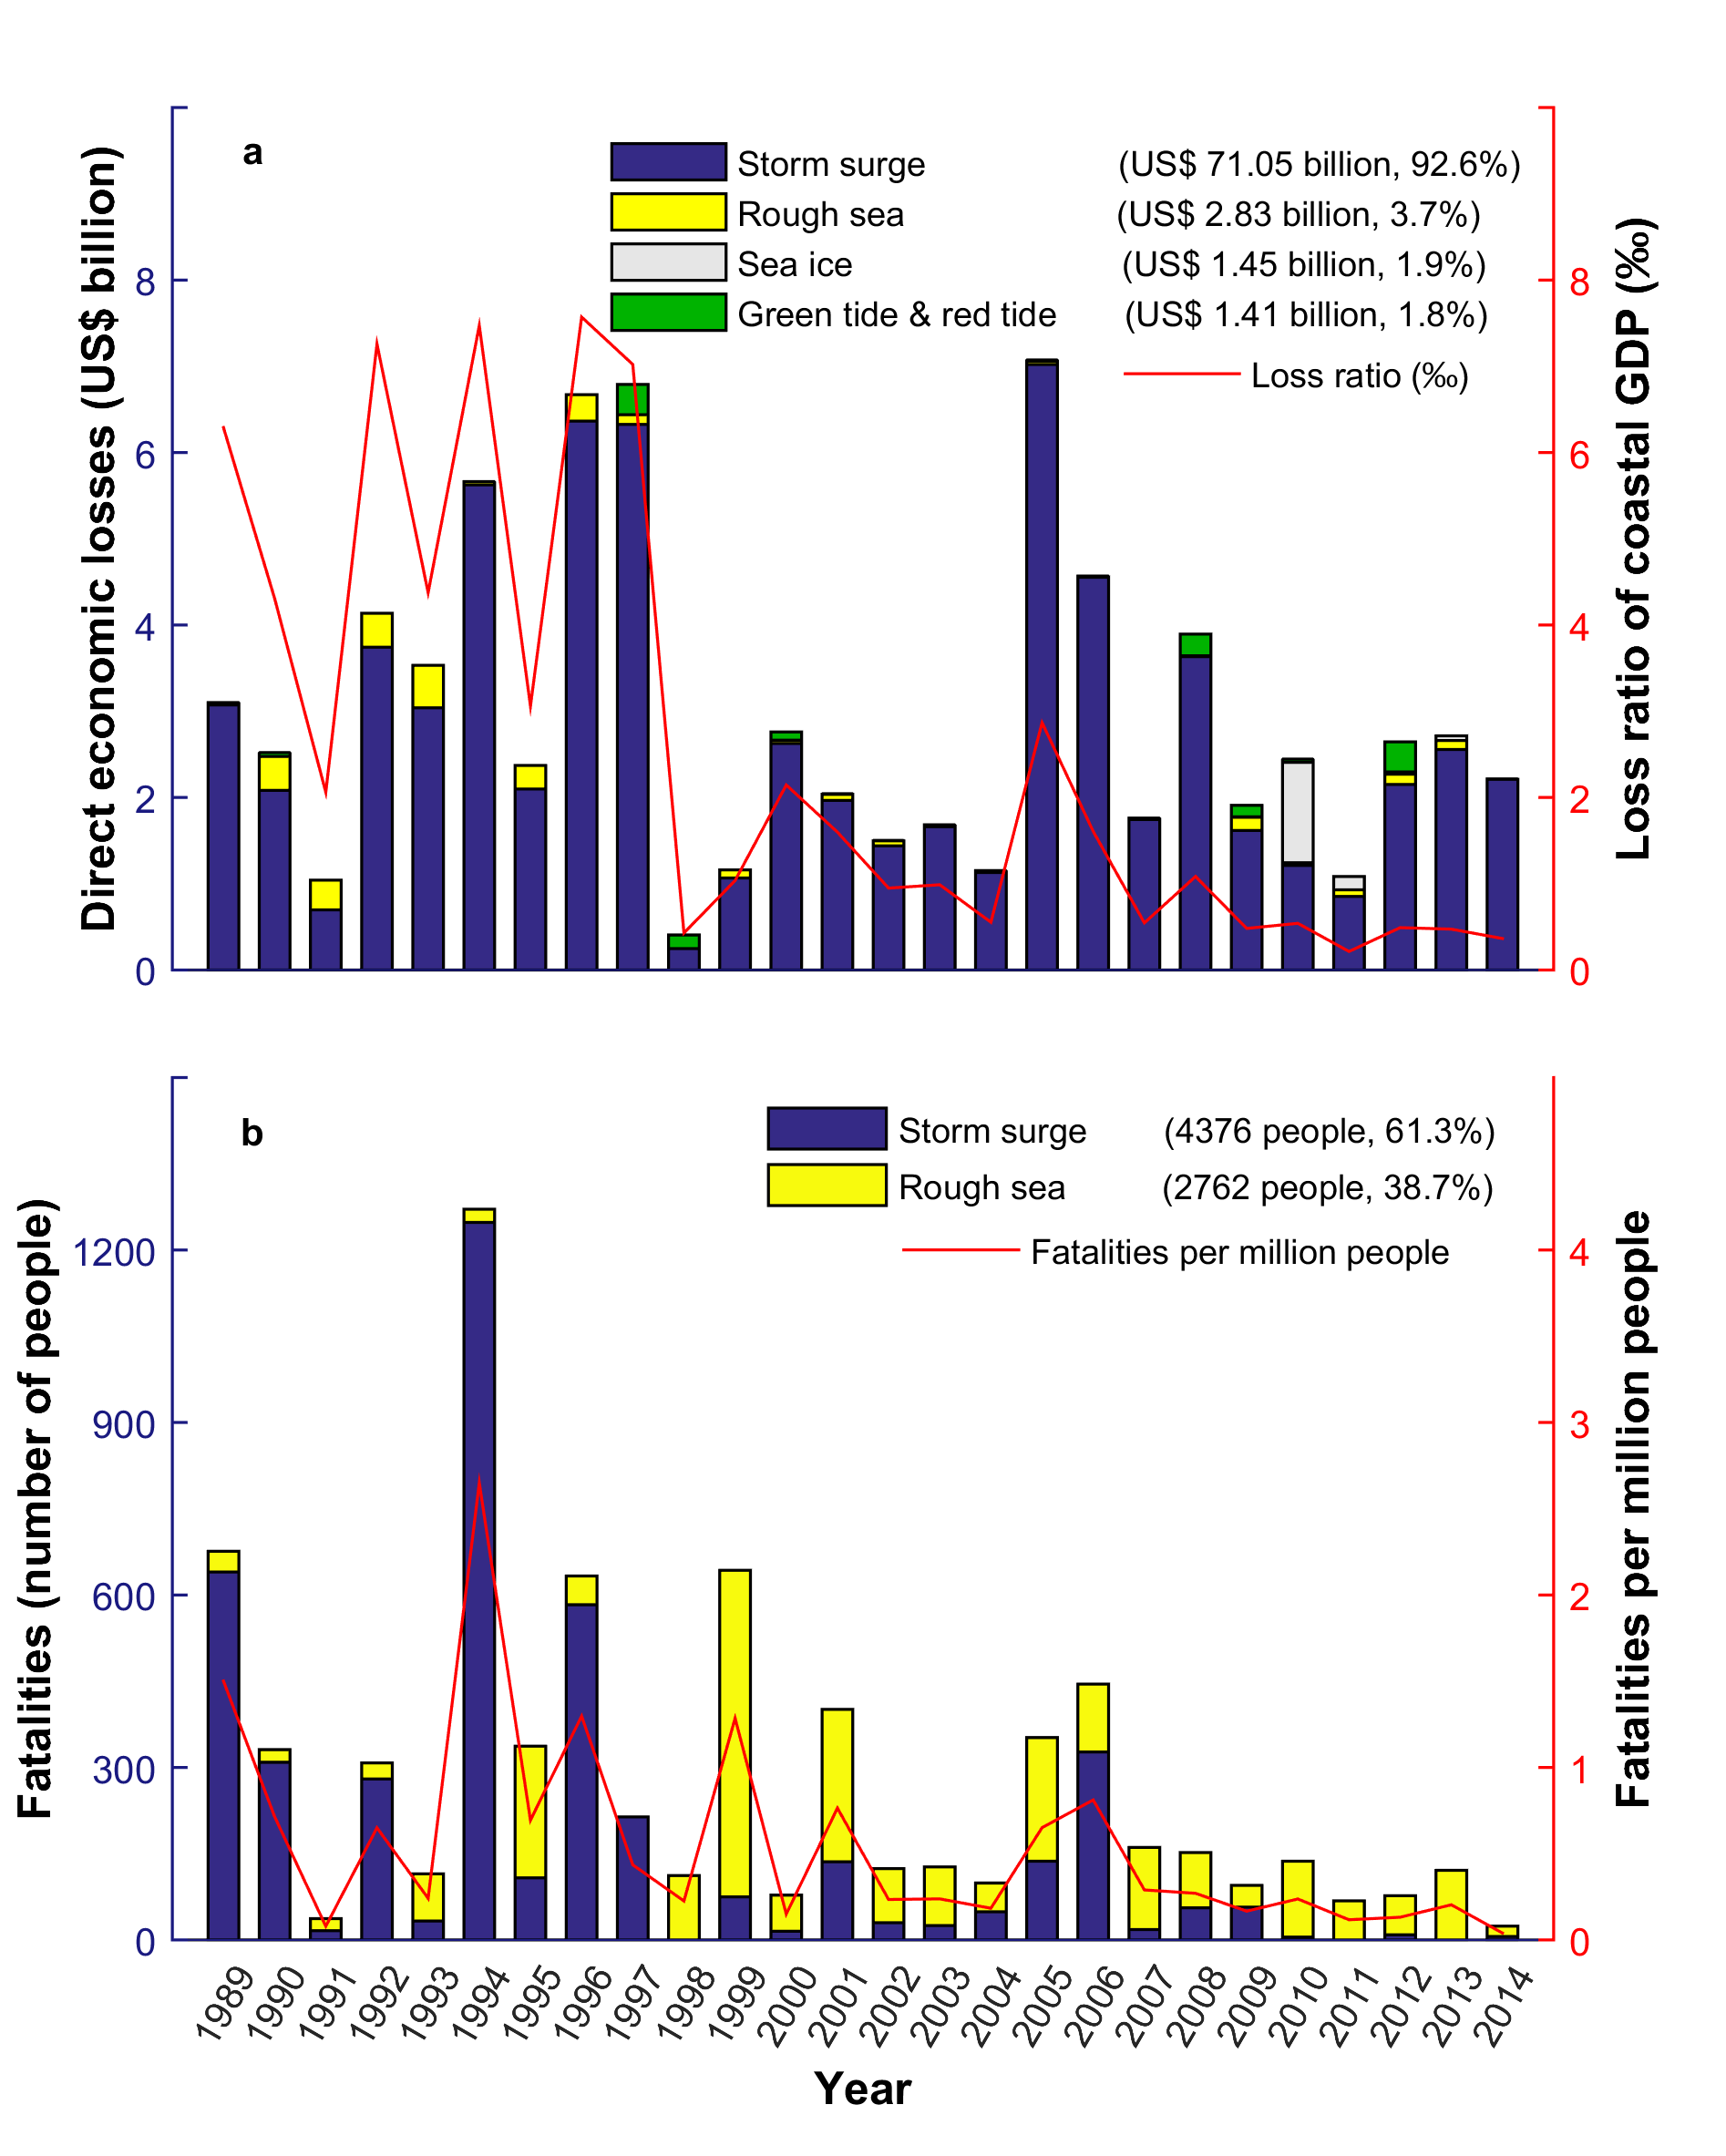 a
Storm surge (US$ 71.05 billion, 92.6%)
Rough sea (US$ 2.83 billion, 3.7%)
Sea ice (US$ 1.45 billion, 1.9%)
Green tide & red tide (US$ 1.41 billion, 1.8%)
Loss ratio (‰)
Direct economic losses (US$ billion)
8
6
4
2
0
Loss ratio of coastal GDP (‰)
8
6
4
2
0
b
Storm surge (4376 people, 61.3%)
Rough sea (2762 people, 38.7%)
Fatalities per million people
Fatalities (number of people)
1200
900
600
300
0
Fatalities per million people
4
3
2
1
0
1989 1990 1991 1992 1993 1994 1995 1996 1997 1998 1999 2000 2001 2002 2003 2004 2005 2006 2007 2008 2009 2010 2011 2012 2013 2014
Year